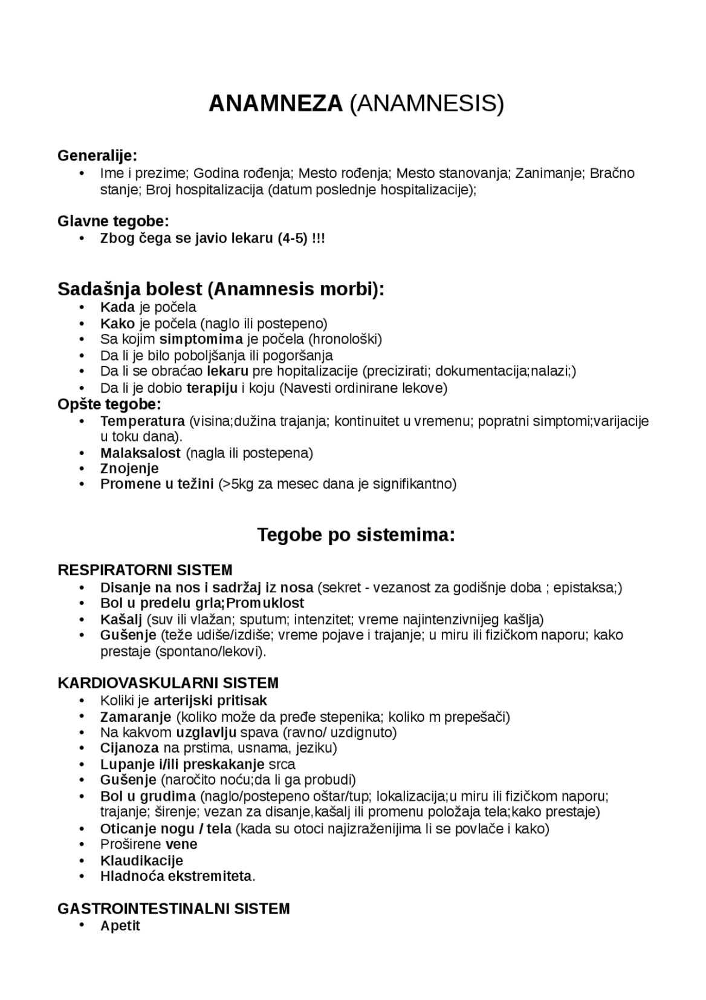 ANAMNEZA (ANAMNESIS)
Generalije:
• Ime i prezime; Godina rođenja; Mesto rođenja; Mesto stanovanja; Zanimanje; Bračno
stanje; Broj hospitalizacija (datum poslednje hospitalizacije);
Glavne tegobe:
• Zbog čega se javio lekaru (4-5) !!!
Sadašnja bolest (Anamnesis morbi):
• Kada je počela
• Kako je počela (naglo ili postepeno)
• Sa kojim simptomima je počela (hronološki)
• Da li je bilo poboljšanja ili pogoršanja
• Da li se obraćao lekaru pre hopitalizacije (precizirati; dokumentacija;nalazi;)
• Da li je dobio terapiju i koju (Navesti ordinirane lekove)
Opšte tegobe:
• Temperatura (visina;dužina trajanja; kontinuitet u vremenu; popratni simptomi;varijacije
u toku dana).
• Malaksalost (nagla ili postepena)
• Znojenje
• Promene u težini (>5kg za mesec dana je signifikantno)
Tegobe po sistemima:
RESPIRATORNI SISTEM
• Disanje na nos i sadržaj iz nosa (sekret - vezanost za godišnje doba ; epistaksa;)
• Bol u predelu grla;Promuklost
• Kašalj (suv ili vlažan; sputum; intenzitet; vreme najintenzivnijeg kašlja)
• Gušenje (teže udiše/izdiše; vreme pojave i trajanje; u miru ili fizičkom naporu; kako
prestaje (spontano/lekovi).
KARDIOVASKULARNI SISTEM
• Koliki je arterijski pritisak
• Zamaranje (koliko može da pređe stepenika; koliko m prepešači)
• Na kakvom uzglavlju spava (ravno/ uzdignuto)
• Cijanoza na prstima, usnama, jeziku)
• Lupanje i/ili preskakanje srca
• Gušenje (naročito noću;da li ga probudi)
• Bol u grudima (naglo/postepeno oštar/tup; lokalizacija;u miru ili fizičkom naporu;
trajanje; širenje; vezan za disanje,kašalj ili promenu položaja tela;kako prestaje)
• Oticanje nogu / tela (kada su otoci najizraženijima li se povlače i kako)
• Proširene vene
• Klaudikacije
• Hladnoća ekstremiteta.
GASTROINTESTINALNI SISTEM
• Apetit